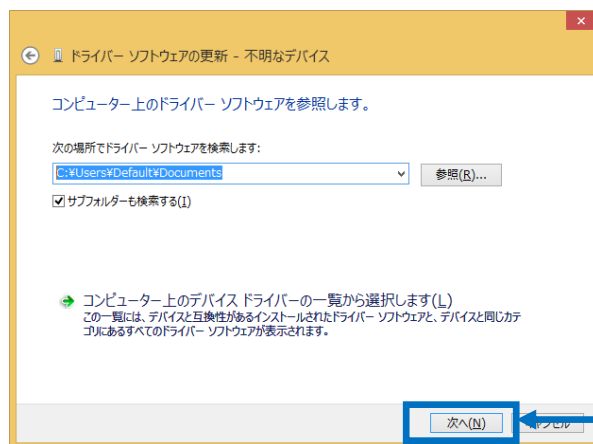 ドライバー ソフトウェアの更新 - 不明なデバイス
コンピューター上のドライバー ソフトウェアを参照します。
次の場所でドライバー ソフトウェアを検索します:
C:¥Users¥Default¥Documents
参照(R)...
サブフォルダーも検索する(I)
コンピューター上のデバイス ドライバーの一覧から選択します(L)
この一覧には、デバイスと互換性があるインストールされたドライバー ソフトウェアと、デバイスと同じカテ
ゴリにあるすべてのドライバー ソフトウェアが表示されます。
次へ(N)